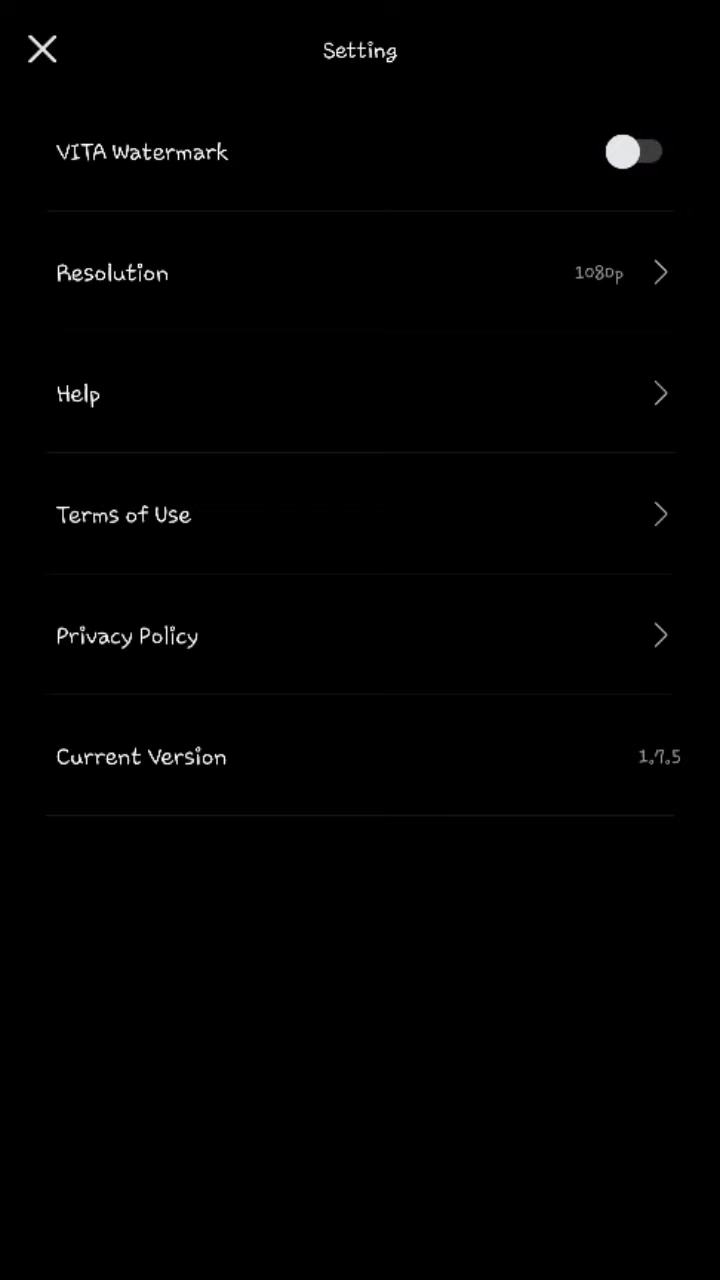 Setting
VITA Watermark
Resolution 1080p
Help
Terms of Use
Privacy Policy
Current Version 1.7.5